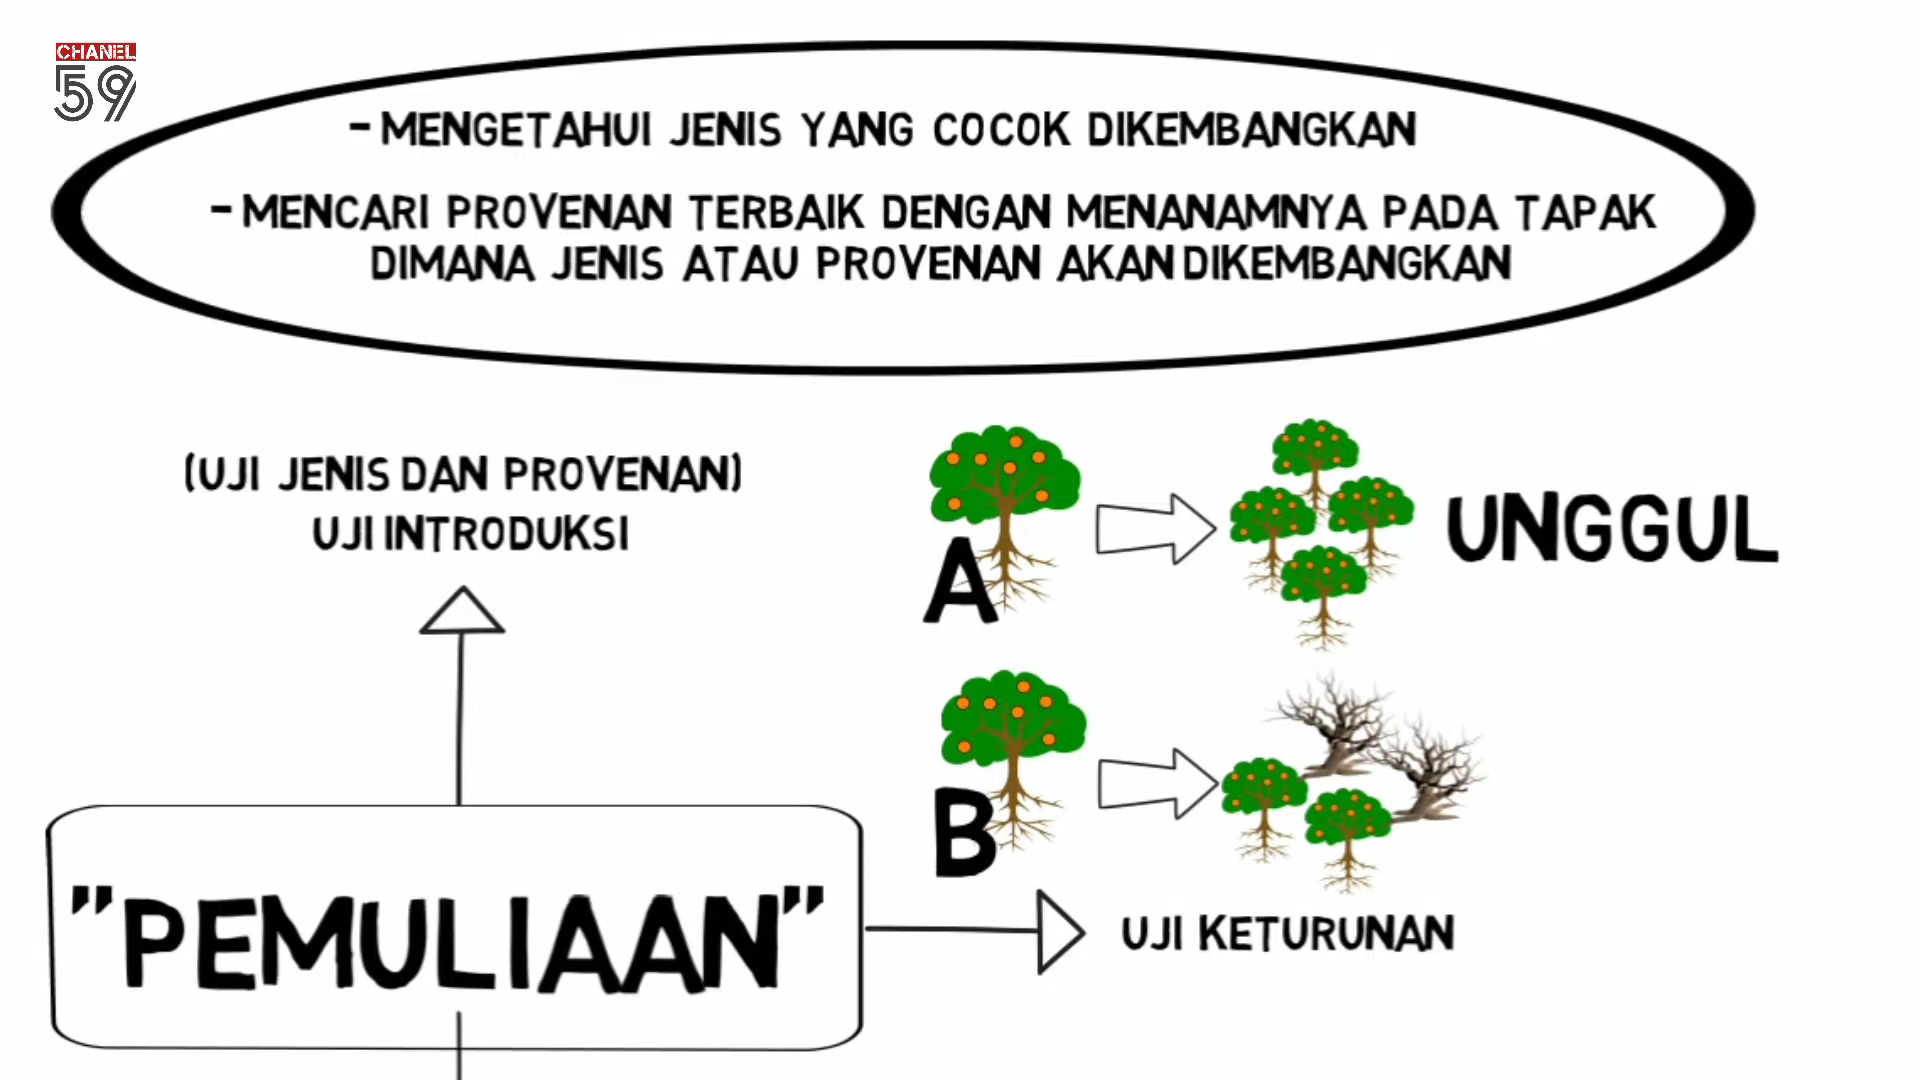 CHANEL
59
- MENGETAHUI JENIS YANG COCOK DIKEMBANGKAN
- MENCARI PROVENAN TERBAIK DENGAN MENANAMNYA PADA TAPAK
DIMANA JENIS ATAU PROVENAN AKAN DIKEMBANGKAN
(UJI JENIS DAN PROVENAN)
UJI INTRODUKSI
A
UNGGUL
B
"PEMULIAAN"
UJI KETURUNAN